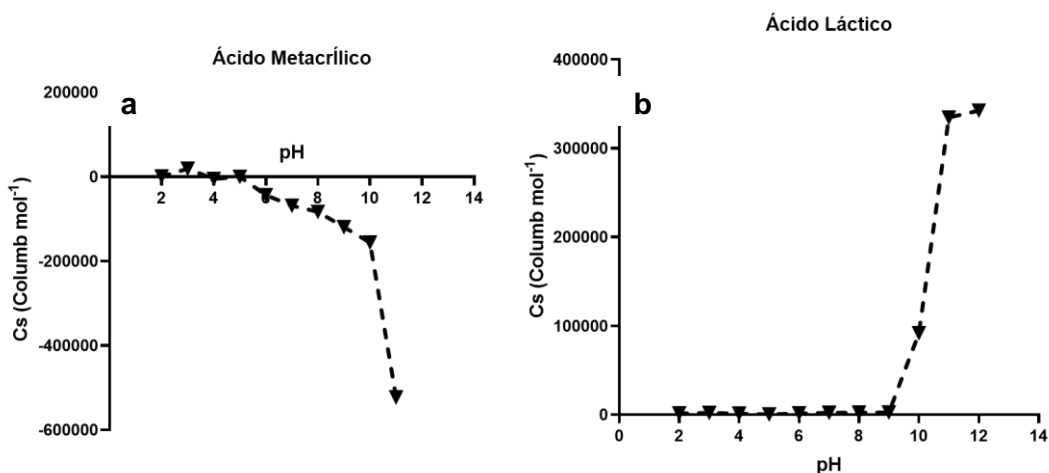 Ácido Metacrílico
a
200000
0
-200000
-400000
-600000
Cs (Columb mol⁻¹)
pH
2 4 6 8 10 12 14
Ácido Láctico
b
400000
300000
200000
100000
0
Cs (Columb mol⁻¹)
0 2 4 6 8 10 12 14
pH